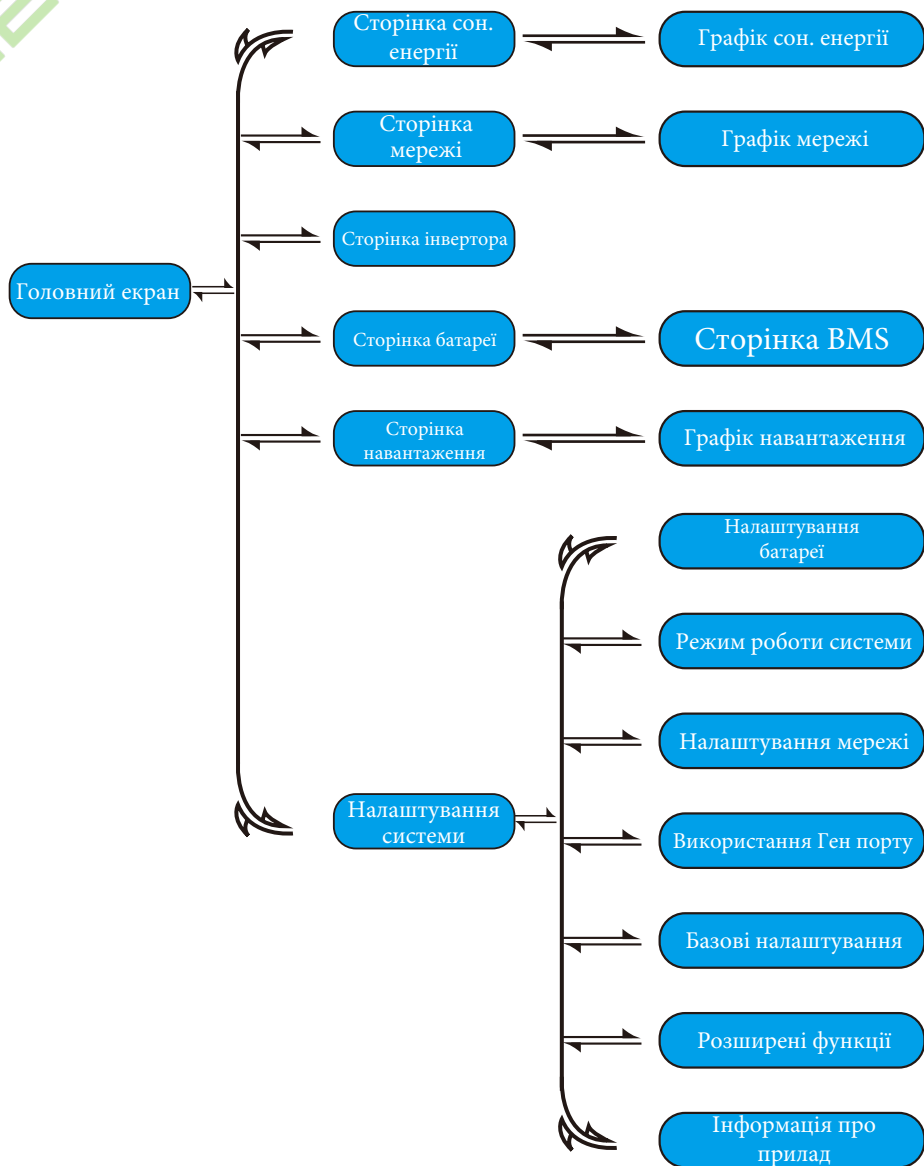 Сторінка сон.
енергії
Графік сон. енергії
Сторінка
мережі
Графік мережі
Сторінка інвертора
Головний екран
Сторінка батареї
Сторінка BMS
Сторінка
навантаження
Графік навантаження
Налаштування
батареї
Режим роботи системи
Налаштування мережі
Налаштування
системи
Використання Ген порту
Базові налаштування
Розширені функції
Інформація про
прилад